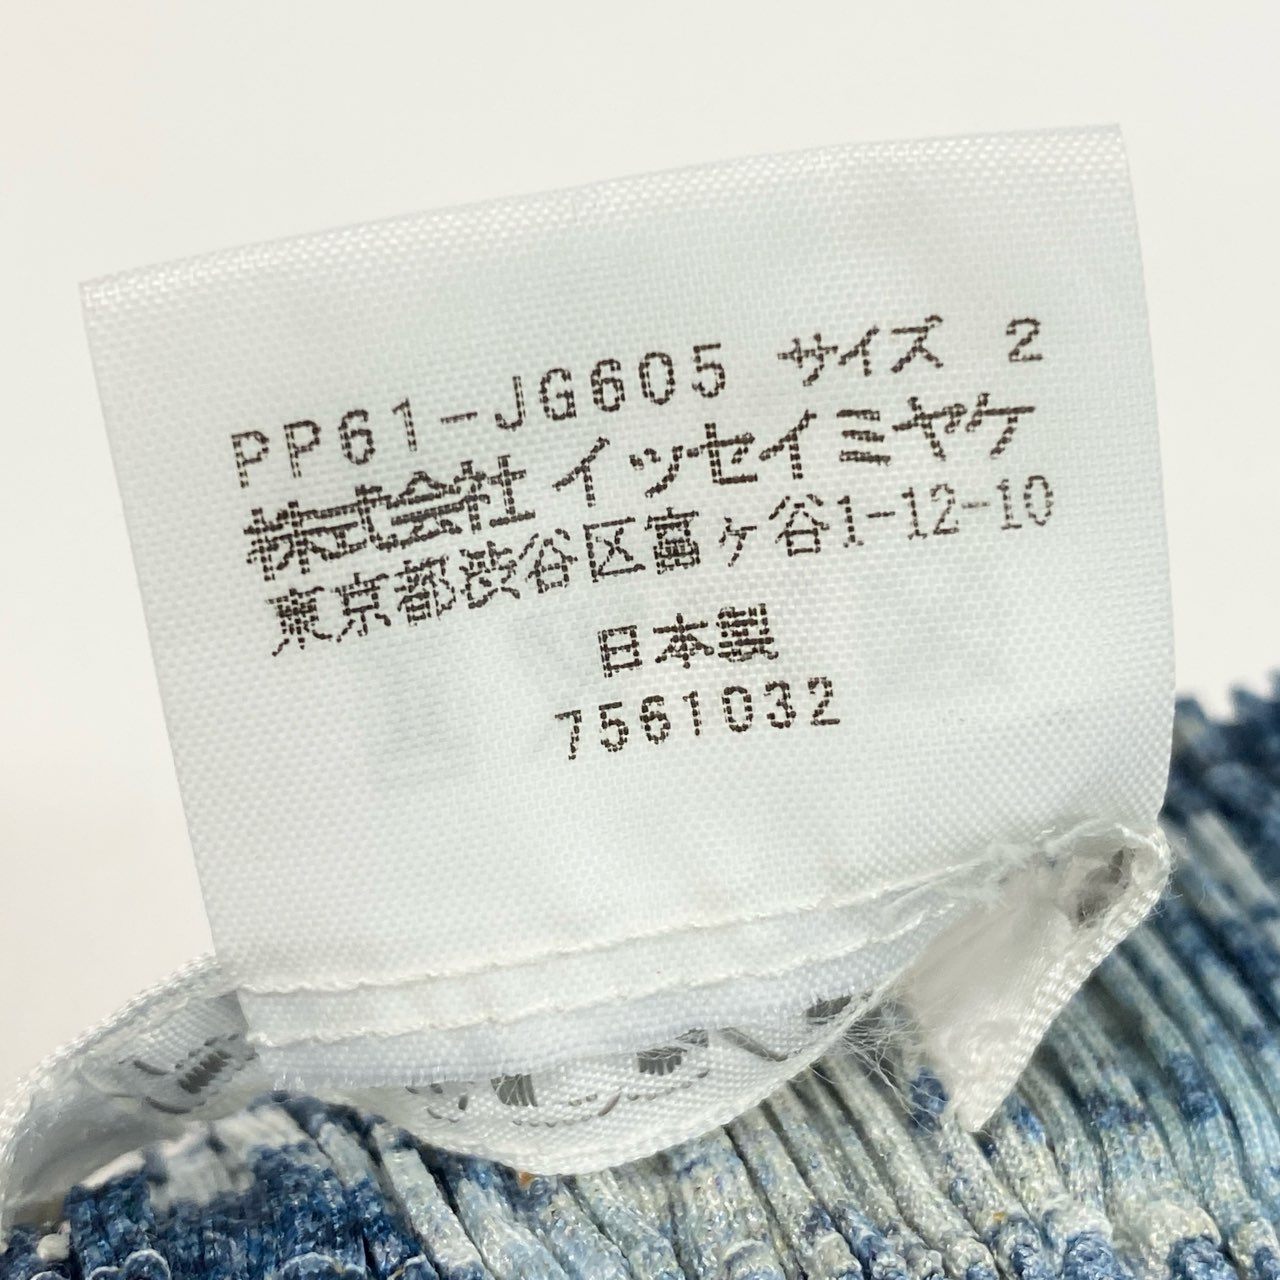 PP61-JG605 サイズ 2
株式会社イッセイミヤケ
東京都渋谷区富ヶ谷1-12-10
日本製
7561032